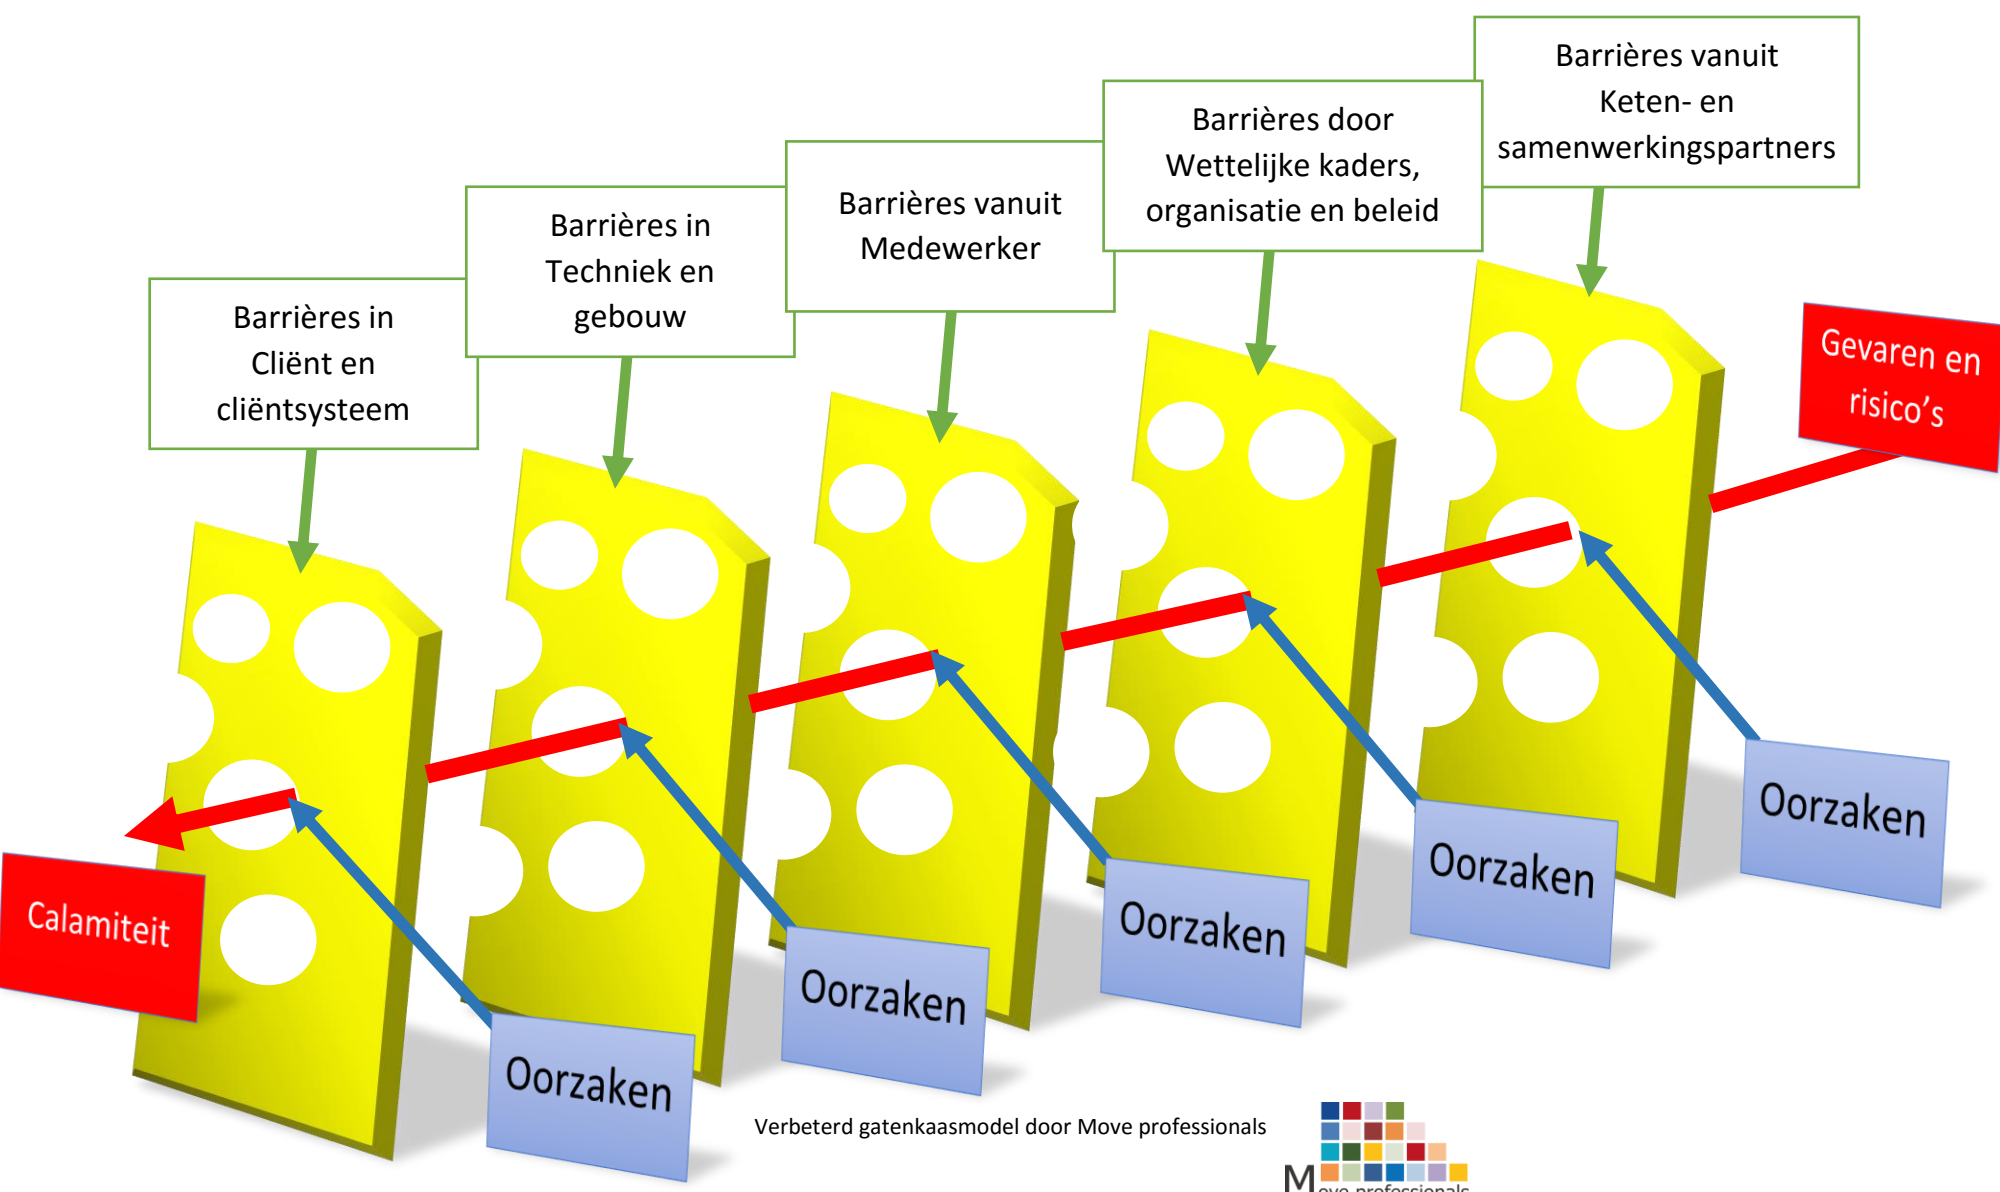 Barrières vanuit
Keten- en
samenwerkingspartners
Barrières door
Wettelijke kaders,
organisatie en beleid
Barrières vanuit
Medewerker
Barrières in
Techniek en
gebouw
Barrières in
Cliënt en
cliëntsysteem
Gevaren en
risico's
Calamiteit
Oorzaken
Oorzaken
Oorzaken
Oorzaken
Oorzaken
Verbeterd gatenkaasmodel door Move professionals
Move professionals